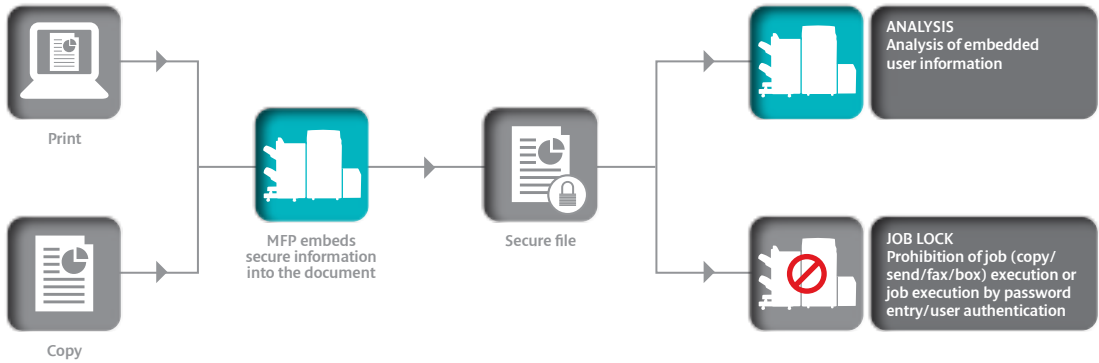 Print
Copy
MFP embeds
secure information
into the document
Secure file
ANALYSIS
Analysis of embedded
user information
JOB LOCK
Prohibition of job (copy/
send/fax/box) execution or
job execution by password
entry/user authentication